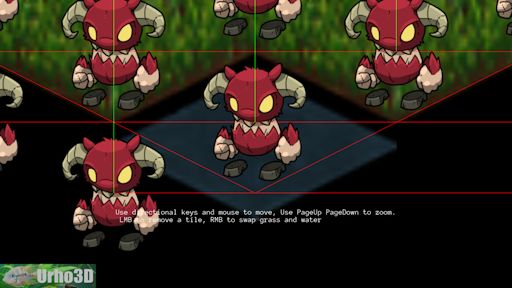 Use directional keys and mouse to move, Use PageUp PageDown to zoom.
LMB to remove a tile, RMB to swap grass and water
Urho3D